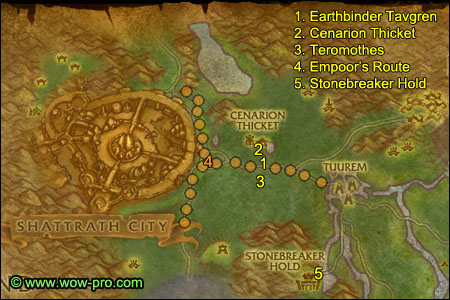 1. Earthbinder Tavgren
2. Cenarion Thicket
3. Teromothes
4. Empoor's Route
5. Stonebreaker Hold
CENARION
THICKET
2
4
1
3
TUUREM
SHATTRATH CITY
STONEBREAKER
HOLD
5
© www.wow-pro.com